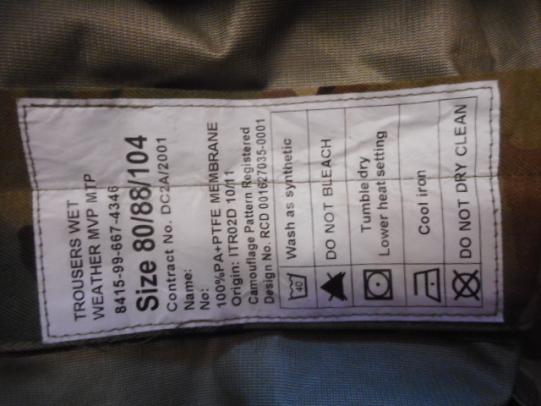 TROUSERS WET
WEATHER MVP MTP
8415-99-667-4346
Size 80/88/104
Contract No. DC2A/2001
Name:
No:
100%PA+PTFE MEMBRANE
Origin: ITR02D 10/11
Camouflage Pattern Registered
Design No. RCD 001627035-0001
40
Wash as synthetic
DO NOT BLEACH
Tumble dry
Lower heat setting
Cool iron
DO NOT DRY CLEAN